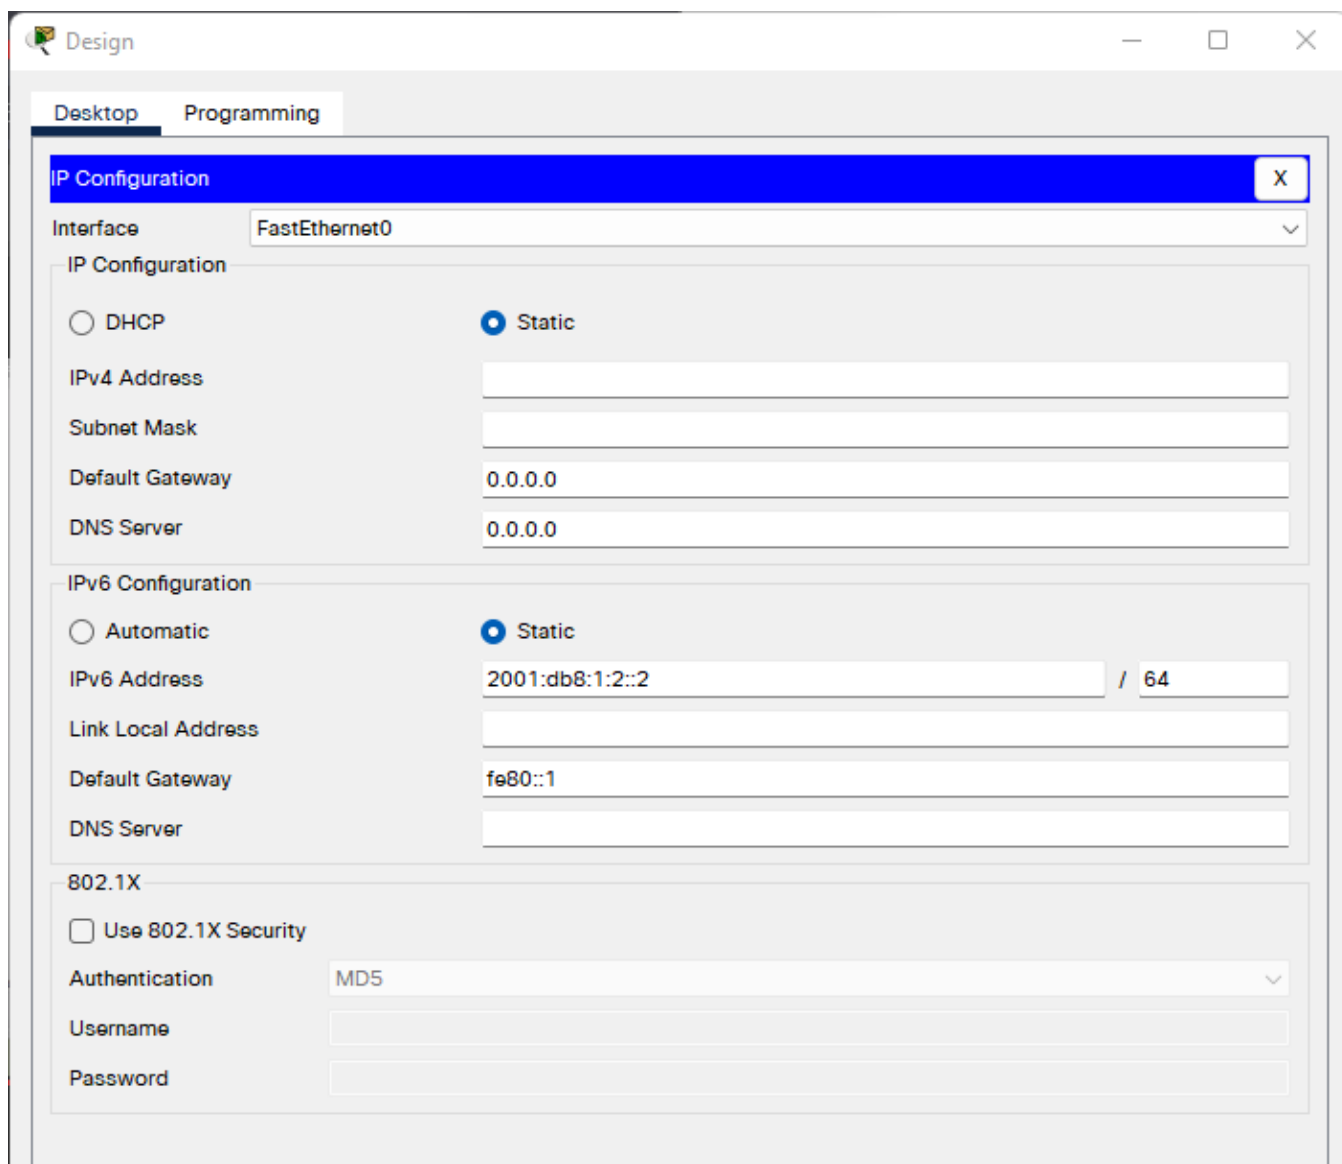 Design
Desktop Programming
IP Configuration X
Interface FastEthernet0
IP Configuration
DHCP Static
IPv4 Address
Subnet Mask
Default Gateway 0.0.0.0
DNS Server 0.0.0.0
IPv6 Configuration
Automatic Static
IPv6 Address 2001:db8:1:2::2 / 64
Link Local Address
Default Gateway fe80::1
DNS Server
802.1X
Use 802.1X Security
Authentication MD5
Username
Password